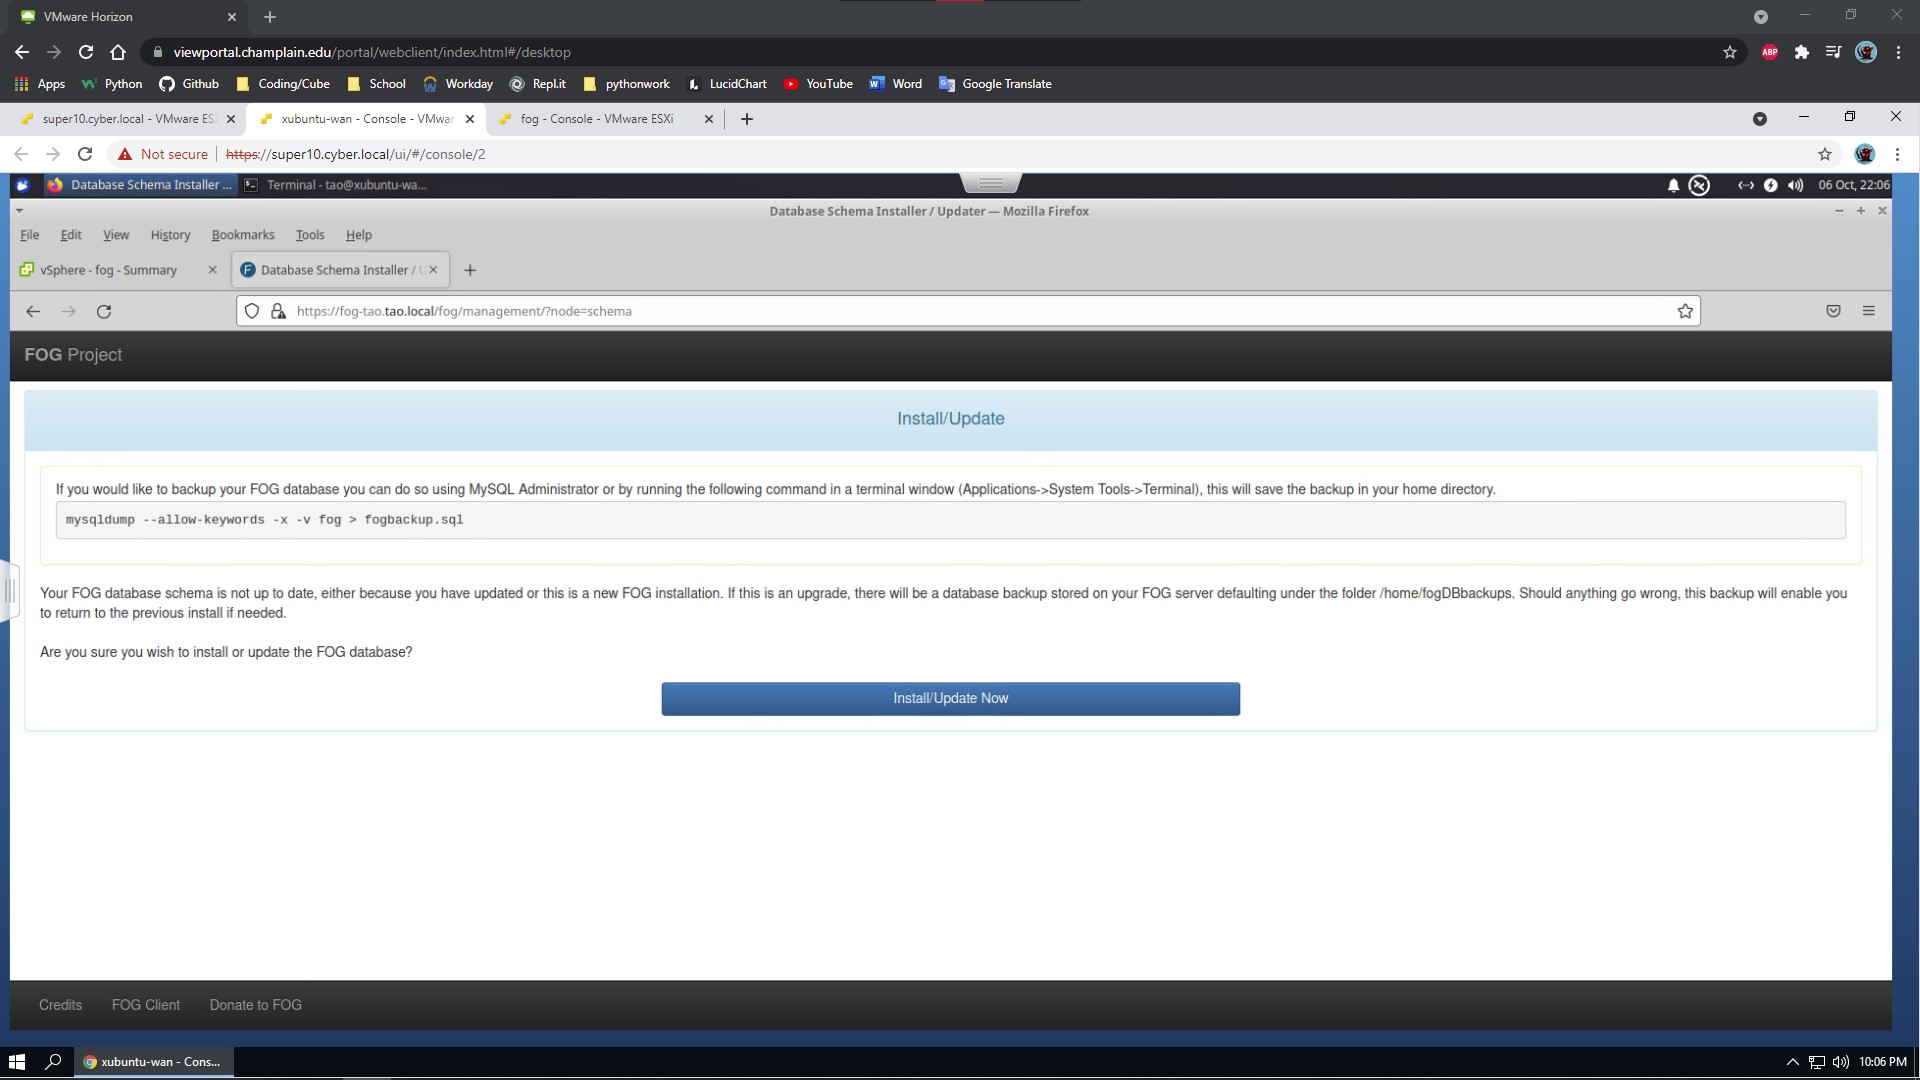 VMware Horizon
viewportal.champlain.edu/portal/webclient/index.html#/desktop
ABP
Apps Python Github Coding/Cube School Workday Repl.it pythonwork LucidChart YouTube Word Google Translate
super10.cyber.local - VMware ES xubuntu-wan - Console - VMwar fog - Console - VMware ESXi
Not secure https://super10.cyber.local/ui/#/console/2
Database Schema Installer ... Terminal - tao@xubuntu-wa... 06 Oct, 22:06
Database Schema Installer / Updater — Mozilla Firefox
File Edit View History Bookmarks Tools Help
vSphere - fog - Summary Database Schema Installer / U
https://fog-tao.tao.local/fog/management/?node=schema
FOG Project
Install/Update
If you would like to backup your FOG database you can do so using MySQL Administrator or by running the following command in a terminal window (Applications->System Tools->Terminal), this will save the backup in your home directory.
mysqldump --allow-keywords -x -v fog > fogbackup.sql
Your FOG database schema is not up to date, either because you have updated or this is a new FOG installation. If this is an upgrade, there will be a database backup stored on your FOG server defaulting under the folder /home/fogDBbackups. Should anything go wrong, this backup will enable you
to return to the previous install if needed.
Are you sure you wish to install or update the FOG database?
Install/Update Now
Credits FOG Client Donate to FOG
xubuntu-wan - Cons... 10:06 PM